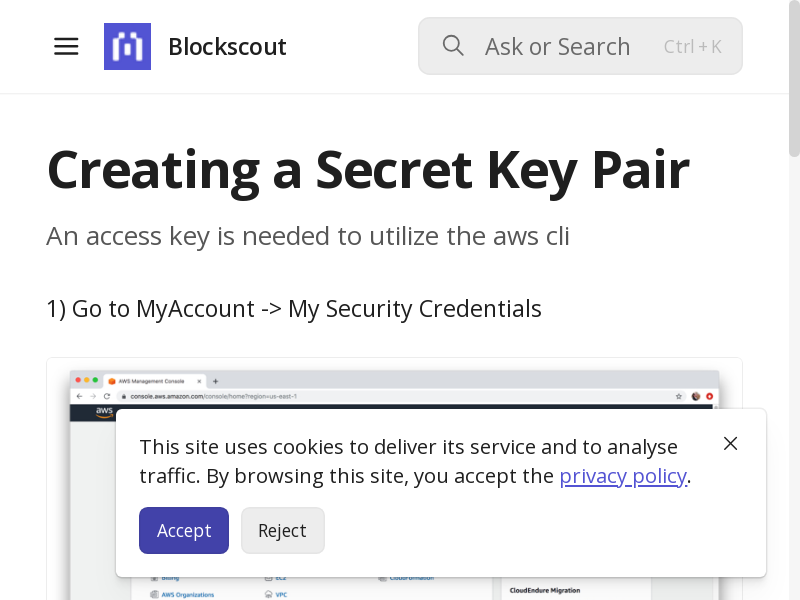 Blockscout
Ask or Search
Ctrl + K
Creating a Secret Key Pair
An access key is needed to utilize the aws cli
1) Go to MyAccount -> My Security Credentials
AWS Management Console
console.aws.amazon.com/console/home?region=us-east-1
aws
This site uses cookies to deliver its service and to analyse
traffic. By browsing this site, you accept the privacy policy.
Accept
Reject
Billing
EC2
CloudFormation
CloudEndure Migration
AWS Organizations
VPC